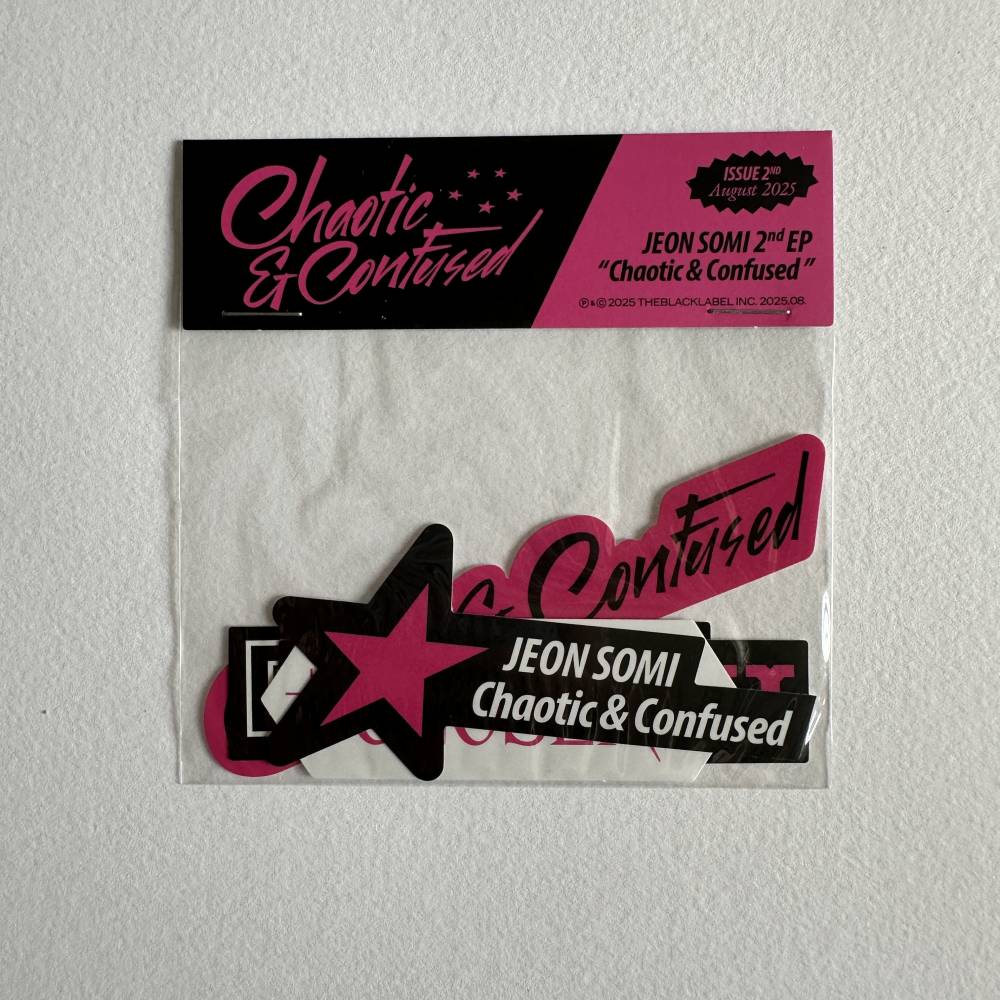 Chaotic
& Confused
ISSUE 2ND
August 2025
JEON SOMI 2nd EP
“Chaotic & Confused”
℗&© 2025 THEBLACKLABEL INC. 2025.08.
& Confused
JEON SOMI
Chaotic & Confused